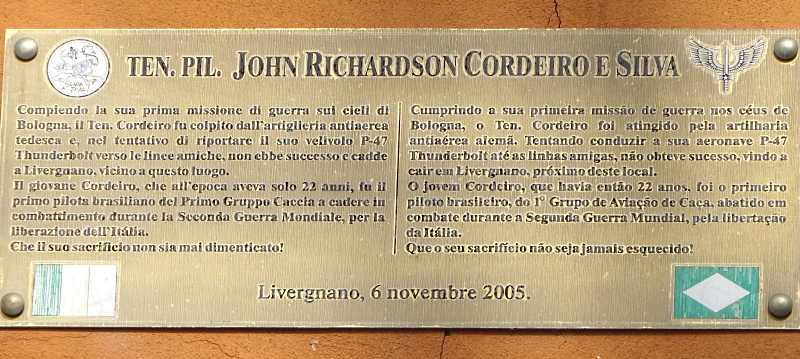 TEN. PIL. JOHN RICHARDSON CORDEIRO E SILVA
Compiendo la sua prima missione di guerra sui cieli di
Bologna, il Ten. Cordeiro fu colpito dall'artiglieria antiaerea
tedesca e, nel tentativo di riportare il suo velivolo P-47
Thunderbolt verso le linee amiche, non ebbe successo e cadde
a Livergnano, vicino a questo luogo.
Il giovane Cordeiro, che all'epoca aveva solo 22 anni, fu il
primo pilota brasiliano del Primo Gruppo Caccia a cadere in
combattimento durante la Seconda Guerra Mondiale, per la
liberazione dell'Italia.
Che il suo sacrificio non sia mai dimenticato!
Cumprindo a sua primeira missão de guerra nos céus de
Bologna, o Ten. Cordeiro foi atingido pela artilharia
antiaérea alemã. Tentando conduzir a sua aeronave P-47
Thunderbolt até as linhas amigas, não obteve sucesso, vindo a
cair em Livergnano, próximo deste local.
O jovem Cordeiro, que havia então 22 anos, foi o primeiro
piloto brasileiro, do 1° Grupo de Aviação de Caça, abatido em
combate durante a Segunda Guerra Mundial, pela libertação
da Itália.
Que o seu sacrifício não seja jamais esquecido!
Livergnano, 6 novembre 2005.